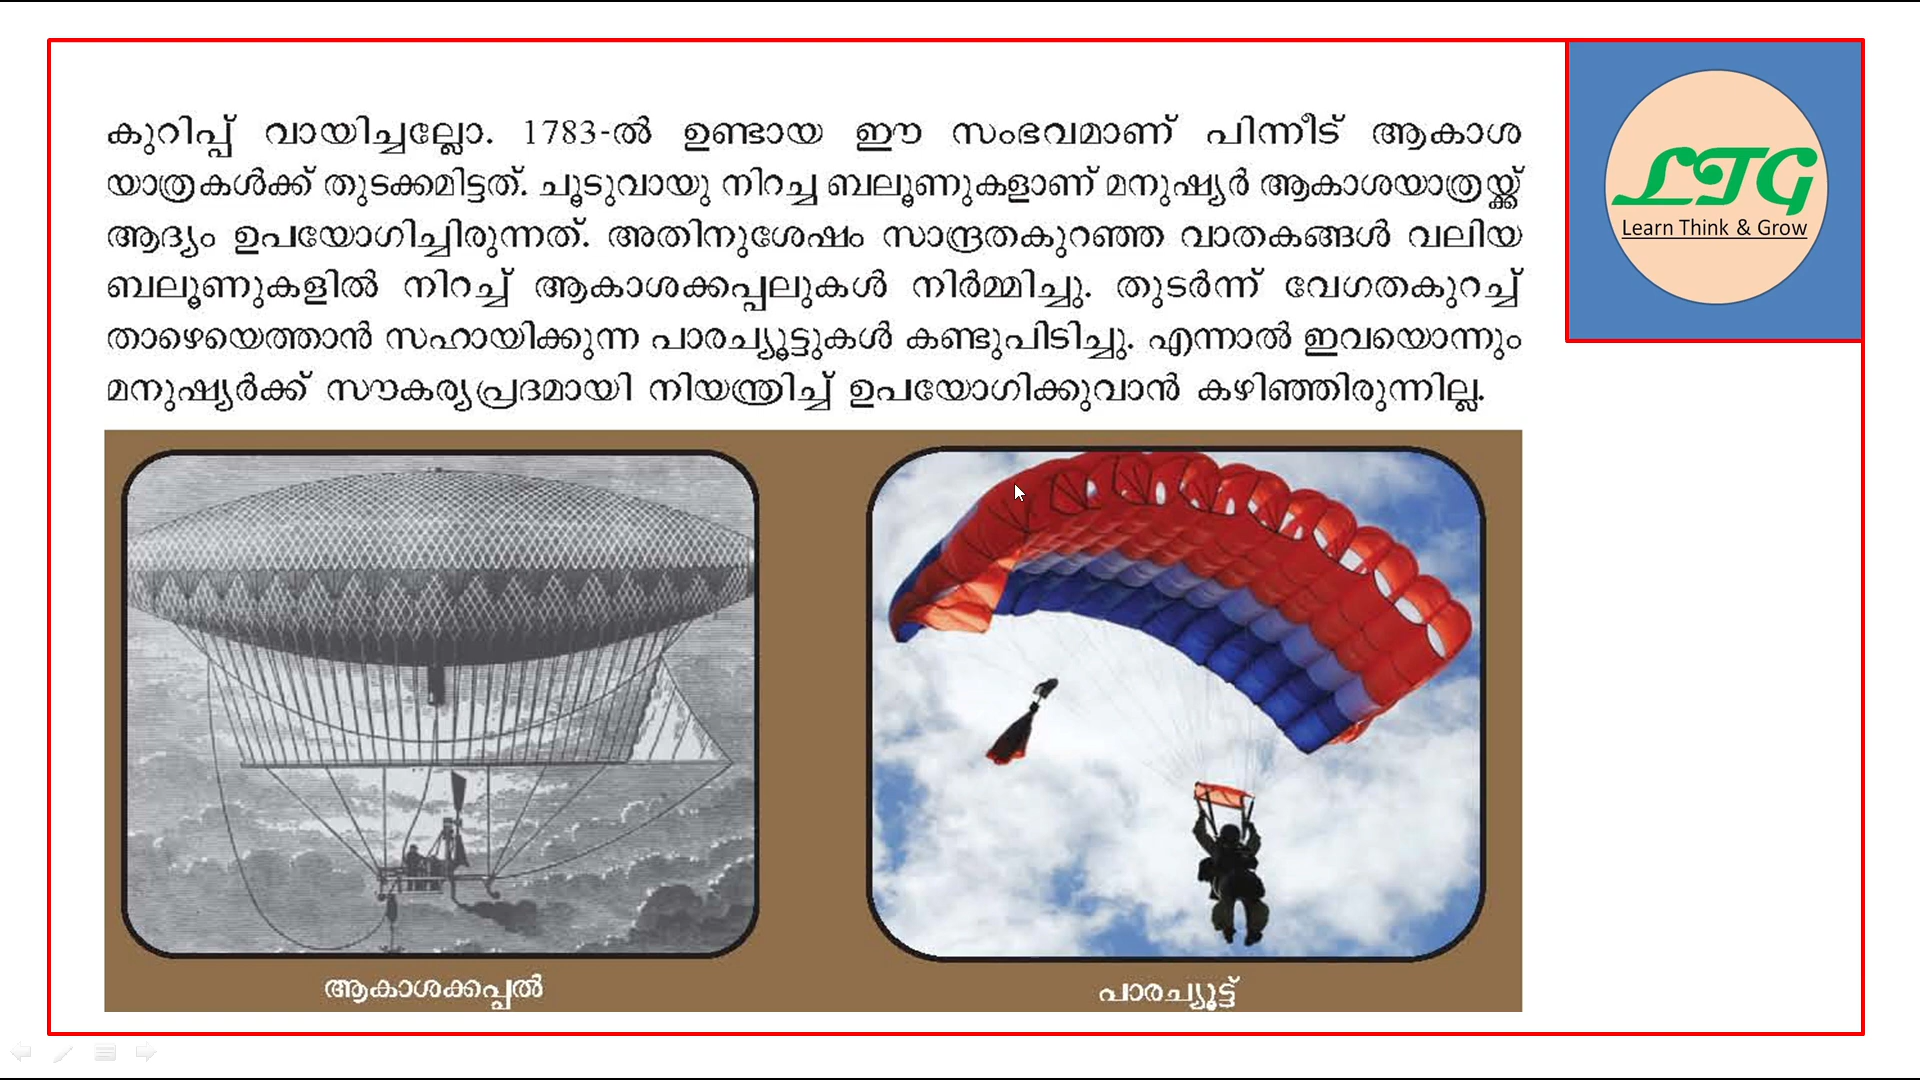 കുറിപ്പ് വായിച്ചല്ലോ. 1783-ൽ ഉണ്ടായ ഈ സംഭവമാണ് പിന്നീട് ആകാശ
യാത്രകൾക്ക് തുടക്കമിട്ടത്. ചൂടുവായു നിറച്ച ബലൂണുകളാണ് മനുഷ്യർ ആകാശയാത്രയ്ക്ക്
ആദ്യം ഉപയോഗിച്ചിരുന്നത്. അതിനുശേഷം സാന്ദ്രതകുറഞ്ഞ വാതകങ്ങൾ വലിയ
ബലൂണുകളിൽ നിറച്ച് ആകാശക്കപ്പലുകൾ നിർമ്മിച്ചു. തുടർന്ന് വേഗതകുറച്ച്
താഴെയെത്താൻ സഹായിക്കുന്ന പാരച്യൂട്ടുകൾ കണ്ടുപിടിച്ചു. എന്നാൽ ഇവയൊന്നും
മനുഷ്യർക്ക് സൗകര്യപ്രദമായി നിയന്ത്രിച്ച് ഉപയോഗിക്കുവാൻ കഴിഞ്ഞിരുന്നില്ല.
ആകാശക്കപ്പൽ
പാരച്യൂട്ട്
LTG
Learn Think & Grow